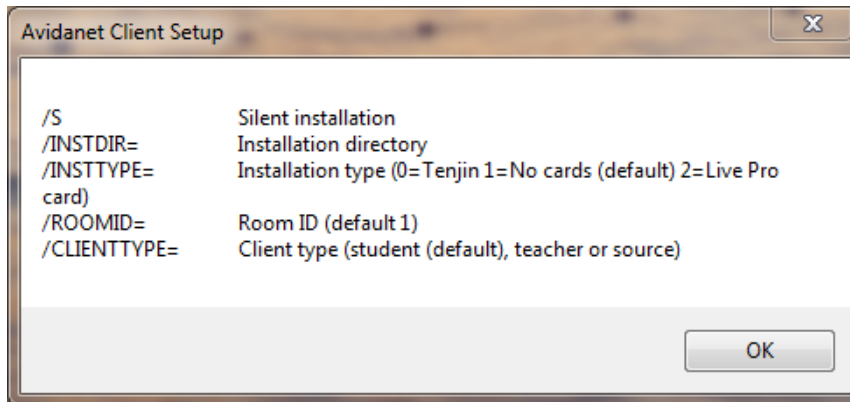 Avidanet Client Setup
/S Silent installation
/INSTDIR= Installation directory
/INSTTYPE= Installation type (0=Tenjin 1=No cards (default) 2=Live Pro
card)
/ROOMID= Room ID (default 1)
/CLIENTTYPE= Client type (student (default), teacher or source)
OK